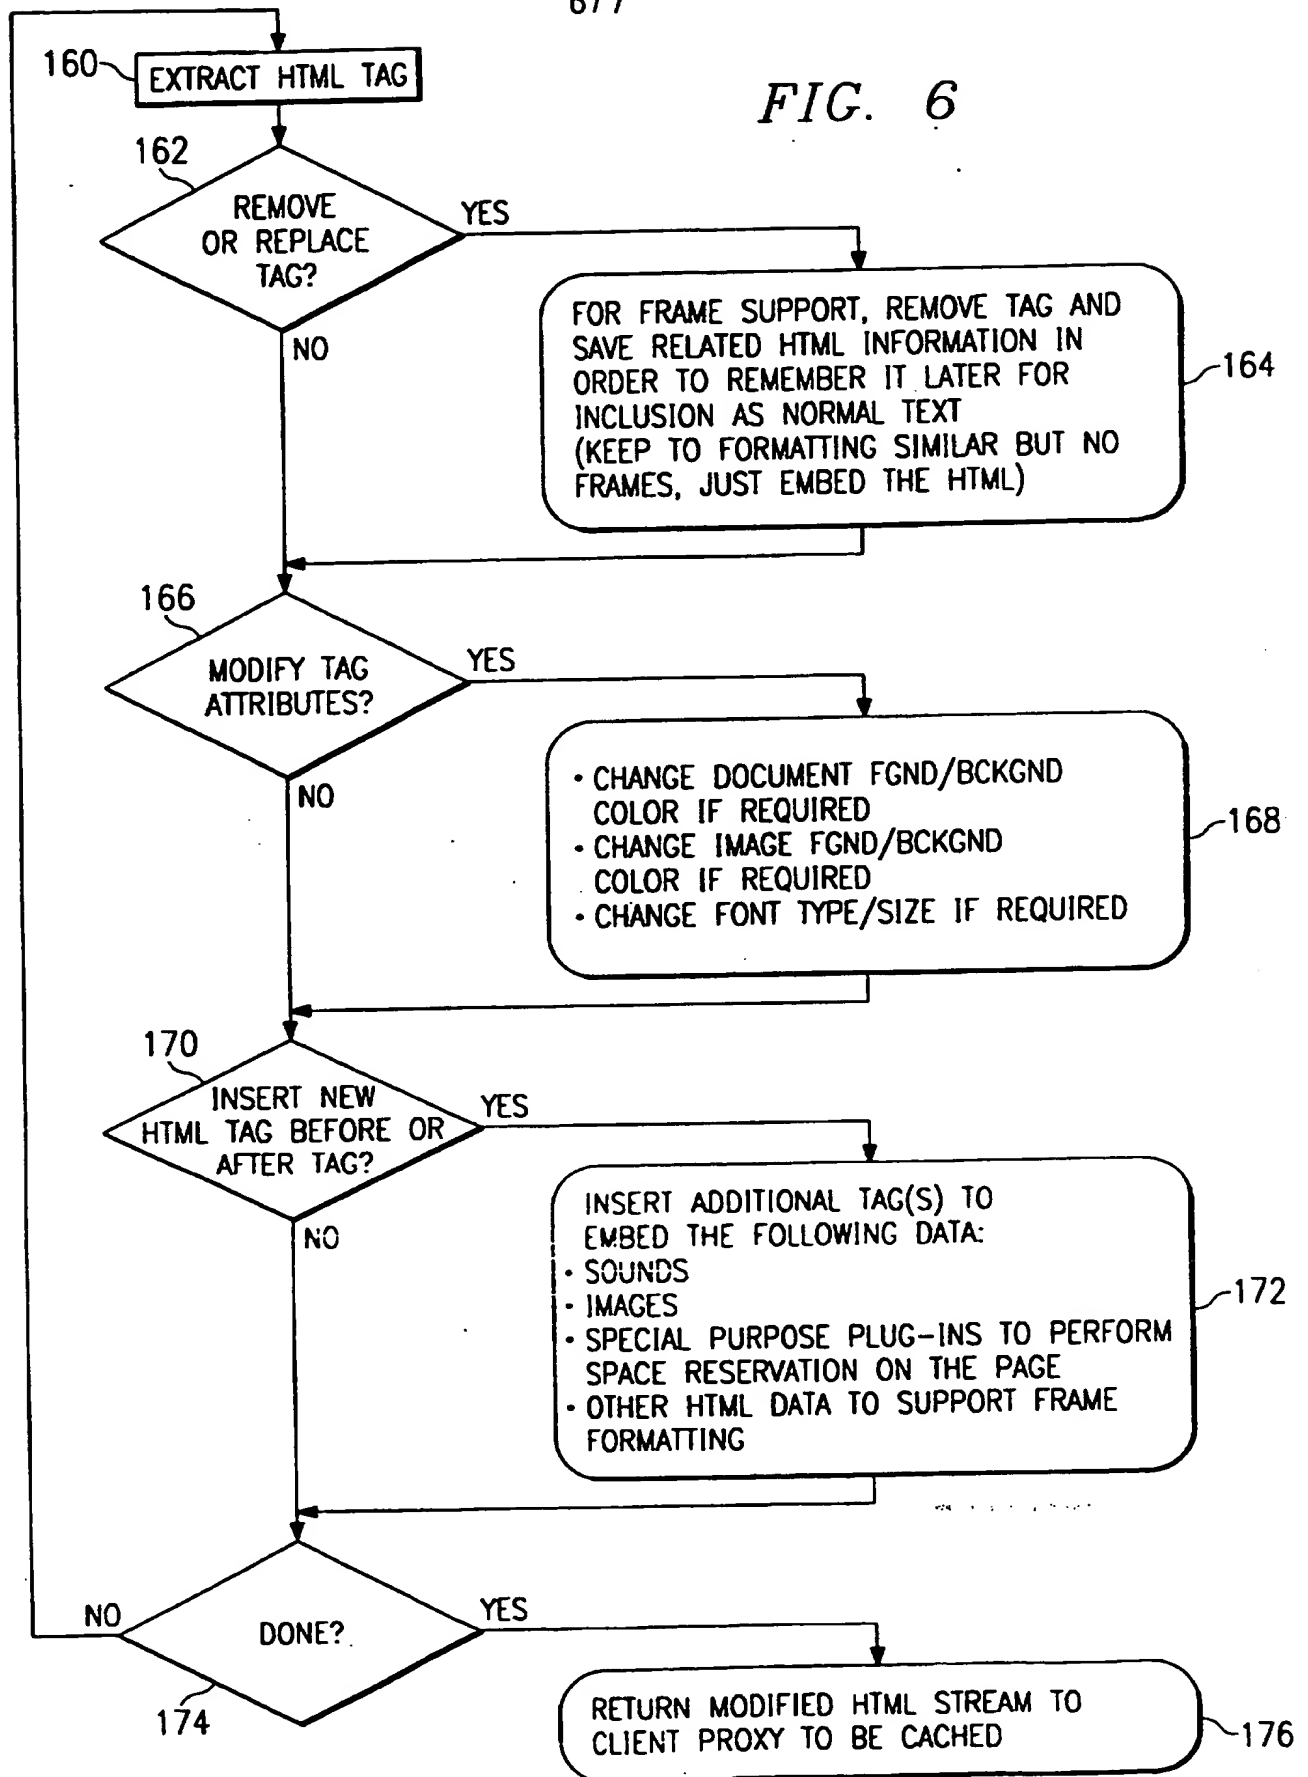 160
EXTRACT HTML TAG
FIG. 6
162
REMOVE
OR REPLACE
TAG?
YES
NO
FOR FRAME SUPPORT, REMOVE TAG AND
SAVE RELATED HTML INFORMATION IN
ORDER TO REMEMBER IT LATER FOR
INCLUSION AS NORMAL TEXT
(KEEP TO FORMATTING SIMILAR BUT NO
FRAMES, JUST EMBED THE HTML)
164
166
MODIFY TAG
ATTRIBUTES?
YES
NO
• CHANGE DOCUMENT FGND/BCKGND
COLOR IF REQUIRED
• CHANGE IMAGE FGND/BCKGND
COLOR IF REQUIRED
• CHANGE FONT TYPE/SIZE IF REQUIRED
168
170
INSERT NEW
HTML TAG BEFORE OR
AFTER TAG?
YES
NO
INSERT ADDITIONAL TAG(S) TO
EMBED THE FOLLOWING DATA:
• SOUNDS
• IMAGES
• SPECIAL PURPOSE PLUG-INS TO PERFORM
SPACE RESERVATION ON THE PAGE
• OTHER HTML DATA TO SUPPORT FRAME
FORMATTING
172
NO
DONE?
YES
174
RETURN MODIFIED HTML STREAM TO
CLIENT PROXY TO BE CACHED
176